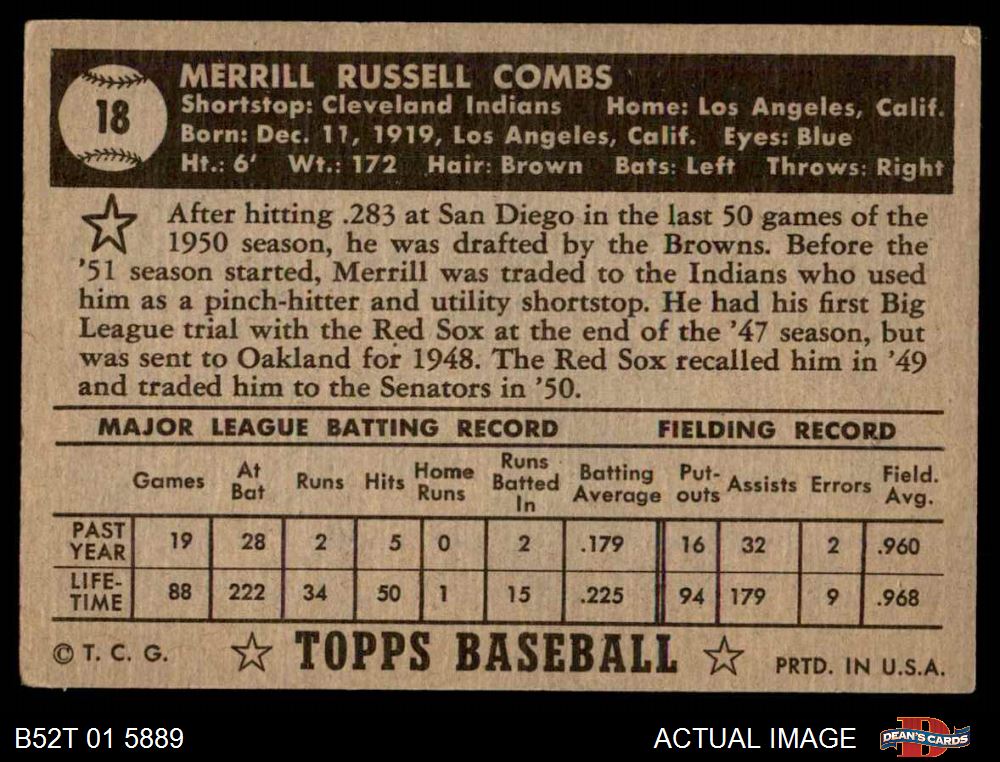 18
MERRILL RUSSELL COMBS
Shortstop: Cleveland Indians Home: Los Angeles, Calif.
Born: Dec. 11, 1919, Los Angeles, Calif. Eyes: Blue
Ht.: 6' Wt.: 172 Hair: Brown Bats: Left Throws: Right
After hitting .283 at San Diego in the last 50 games of the
1950 season, he was drafted by the Browns. Before the
'51 season started, Merrill was traded to the Indians who used
him as a pinch-hitter and utility shortstop. He had his first Big
League trial with the Red Sox at the end of the '47 season, but
was sent to Oakland for 1948. The Red Sox recalled him in '49
and traded him to the Senators in '50.
MAJOR LEAGUE BATTING RECORD FIELDING RECORD
Games At Bat Runs Hits Home Runs Runs Batted In Batting Average Put-outs Assists Errors Field. Avg.
PAST YEAR 19 28 2 5 0 2 .179 16 32 2 .960
LIFE-TIME 88 222 34 50 1 15 .225 94 179 9 .968
© T. C. G. TOPPS BASEBALL PRTD. IN U.S.A.
B52T 01 5889 ACTUAL IMAGE D DEAN'S CARDS